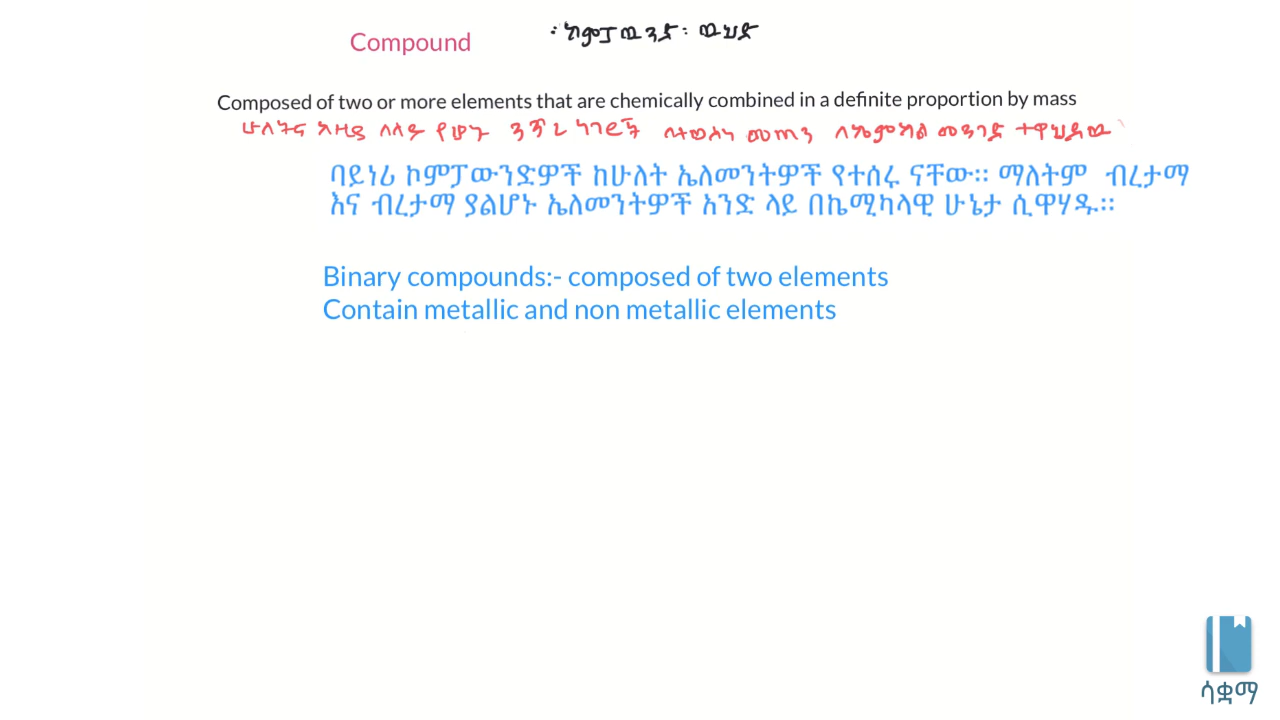 Compound
፡ ኮምፓውንድ፡ ውህድ
Composed of two or more elements that are chemically combined in a definite proportion by mass
ሁለትና ከዚያ በላይ የሆኑ ንጥረ ነገሮች በተወሰነ መጠን በኬምካል መንገድ ተዋህደው
ባይነሪ ኮምፓውንድዎች ከሁለት ኤለመንትዎች የተሰሩ ናቸው። ማለትም ብረታማ
እና ብረታማ ያልሆኑ ኤለመንትዎች አንድ ላይ በኬሚካላዊ ሁኔታ ሲዋሃዱ።
Binary compounds:- composed of two elements
Contain metallic and non metallic elements
ሳቋማ